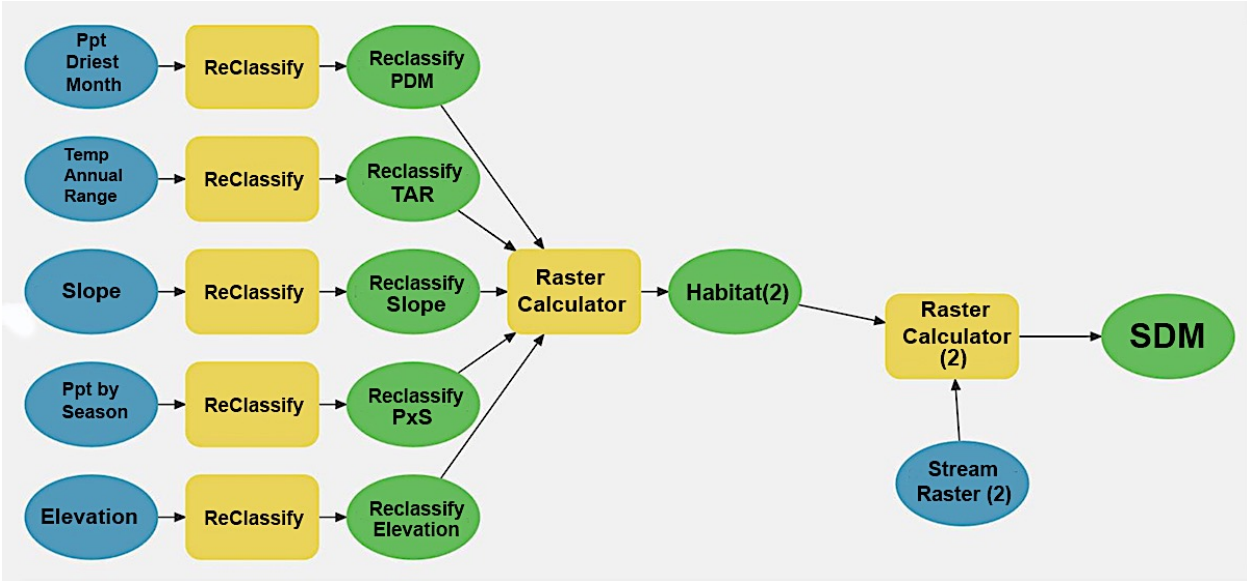 Ppt
Driest
Month
ReClassify
Reclassify
PDM
Temp
Annual
Range
ReClassify
Reclassify
TAR
Slope
ReClassify
Reclassify
Slope
Raster
Calculator
Habitat(2)
Raster
Calculator
(2)
SDM
Ppt by
Season
ReClassify
Reclassify
PxS
Stream
Raster (2)
Elevation
ReClassify
Reclassify
Elevation